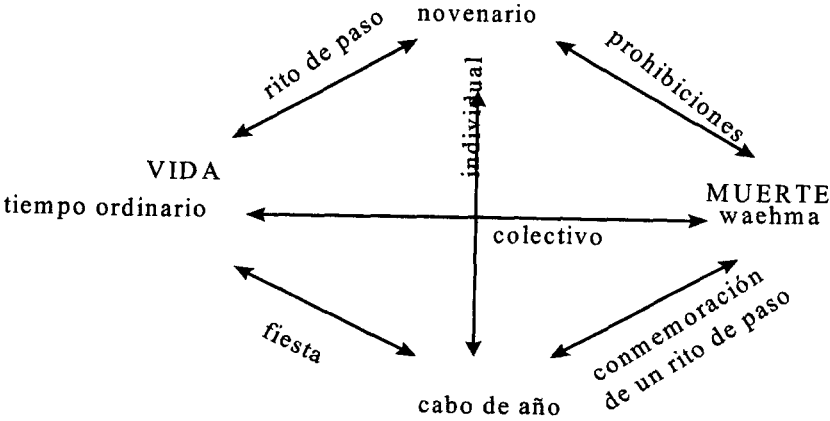 novenario
rito de paso
prohibiciones
individual
VIDA
tiempo ordinario
MUERTE
waehma
colectivo
fiesta
conmemoración
de un rito de paso
cabo de año